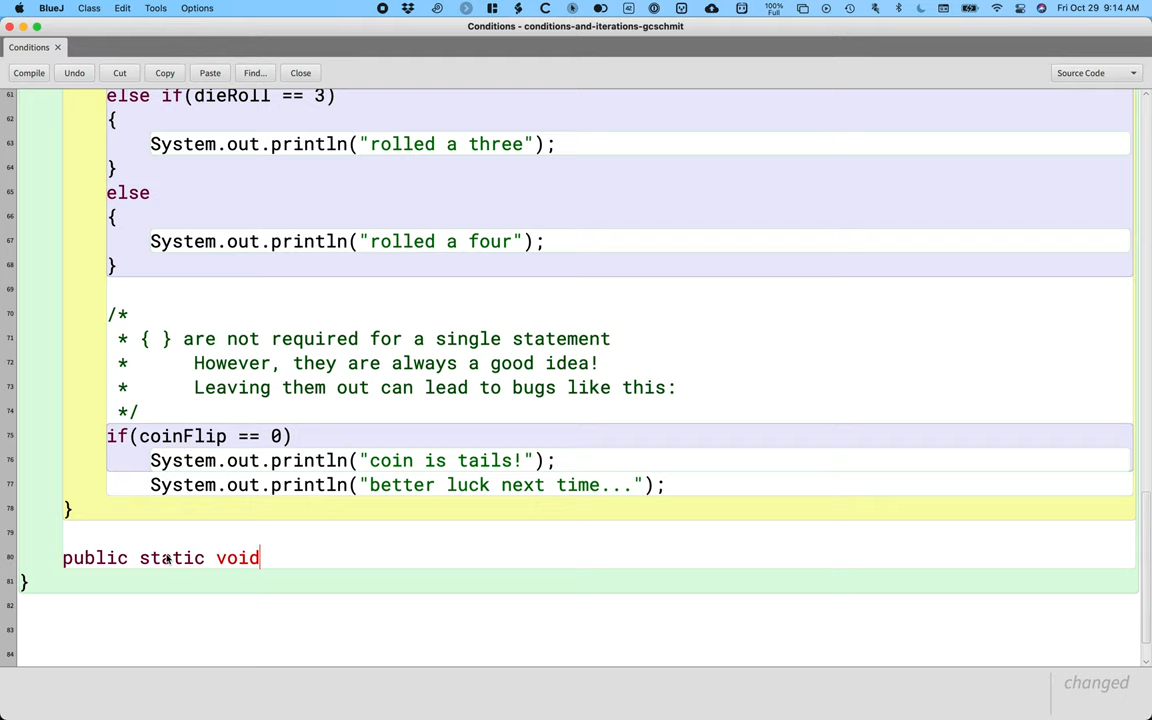 BlueJ Class Edit Tools Options 42 100% Full Fri Oct 29 9:14 AM
Conditions - conditions-and-iterations-gcschmit
Conditions ×
Compile Undo Cut Copy Paste Find... Close Source Code
61 else if(dieRoll == 3)
62 {
63 System.out.println("rolled a three");
64 }
65 else
66 {
67 System.out.println("rolled a four");
68 }
69
70 /*
71 * { } are not required for a single statement
72 * However, they are always a good idea!
73 * Leaving them out can lead to bugs like this:
74 */
75 if(coinFlip == 0)
76 System.out.println("coin is tails!");
77 System.out.println("better luck next time...");
78 }
79
80 public static void
81 }
82
83
84
changed